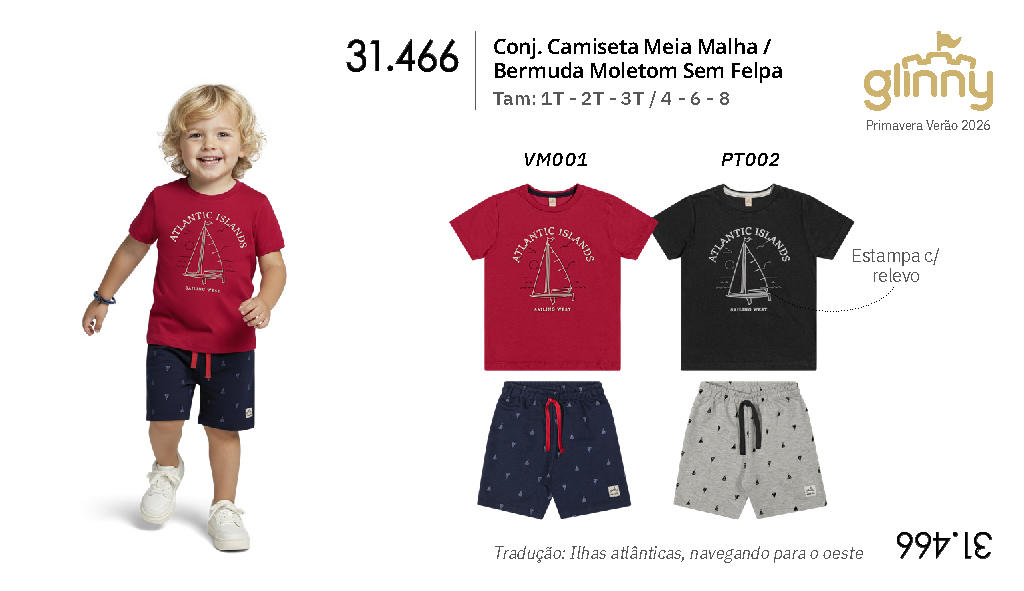 31.466
Conj. Camiseta Meia Malha /
Bermuda Moletom Sem Felpa
Tam: 1T - 2T - 3T / 4 - 6 - 8
glinny
Primavera Verão 2026
VM001
PT002
ATLANTIC ISLANDS
SAILING WEST
ATLANTIC ISLANDS
SAILING WEST
ATLANTIC ISLANDS
SAILING WEST
Estampa c/
relevo
Tradução: Ilhas atlânticas, navegando para o oeste
31.466